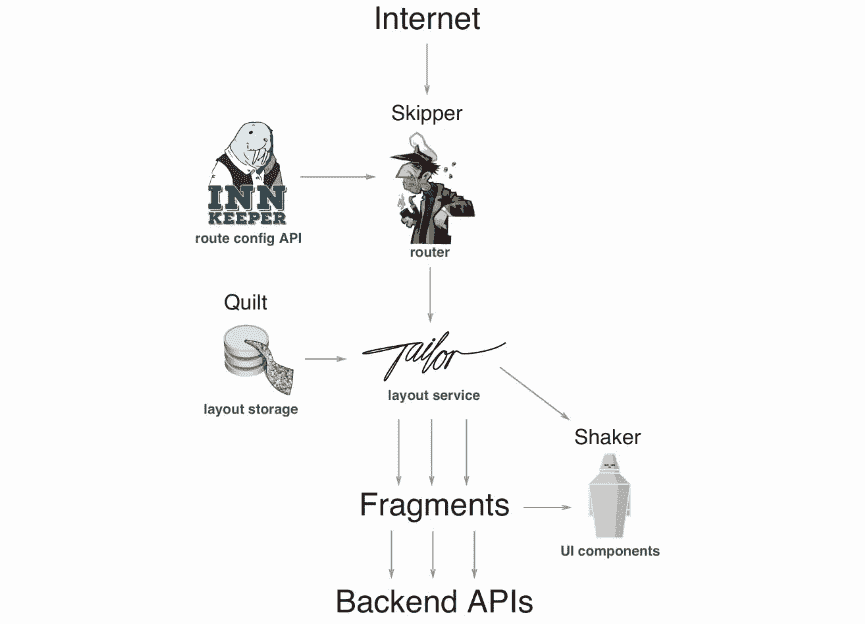 Internet
Skipper
INN
KEEPER
route config API
router
Quilt
Tailor
layout storage
layout service
Shaker
Fragments
UI components
Backend APIs